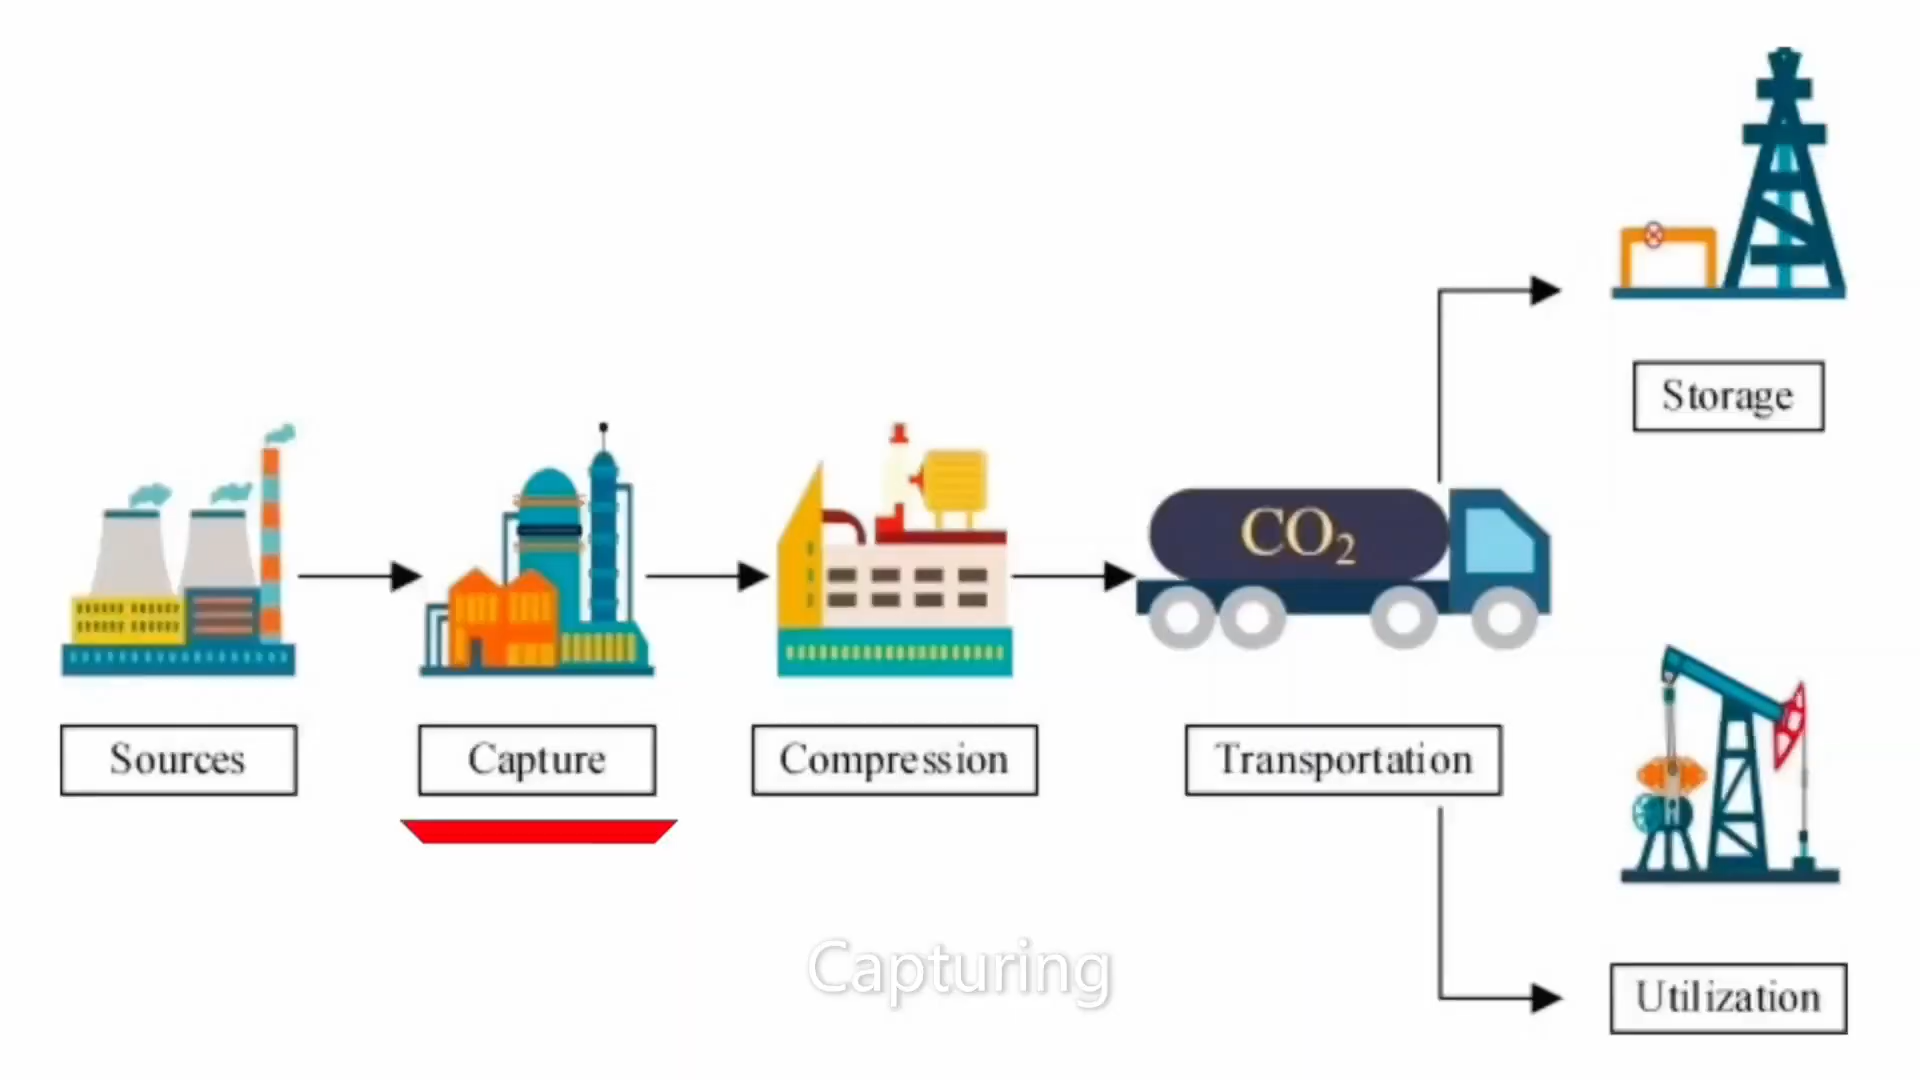 CO₂
Storage
Sources
Capture
Compression
Transportation
Capturing
Utilization